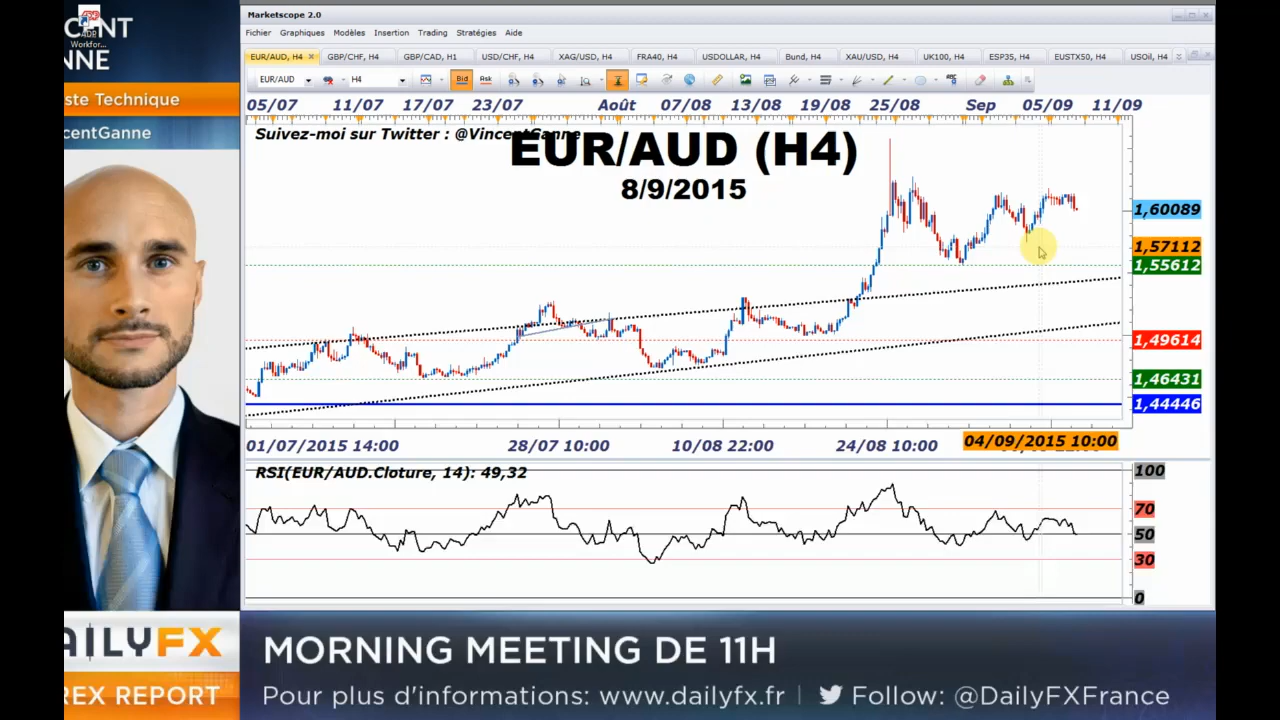 CENT
NNE
ADP
Workfor...
ste Technique
ncentGanne
Marketscope 2.0
Fichier Graphiques Modèles Insertion Trading Stratégies Aide
EUR/AUD, H4 GBP/CHF, H4 GBP/CAD, H1 USD/CHF, H4 XAG/USD, H4 FRA40, H4 USDOLLAR, H4 Bund, H4 XAU/USD, H4 UK100, H4 ESP35, H4 EUSTX50, H4 USOil, H4
EUR/AUD H4 Bid Ask
05/07 11/07 17/07 23/07 Août 07/08 13/08 19/08 25/08 Sep 05/09 11/09
Suivez-moi sur Twitter : @VincentGanne
EUR/AUD (H4)
8/9/2015
1,60089
1,57112
1,55612
1,49614
1,46431
1,44446
01/07/2015 14:00 28/07 10:00 10/08 22:00 24/08 10:00 04/09/2015 10:00
RSI(EUR/AUD.Cloture, 14): 49,32
100
70
50
30
0
AILYFX
REX REPORT
MORNING MEETING DE 11H
Pour plus d'informations: www.dailyfx.fr | Follow: @DailyFXFrance